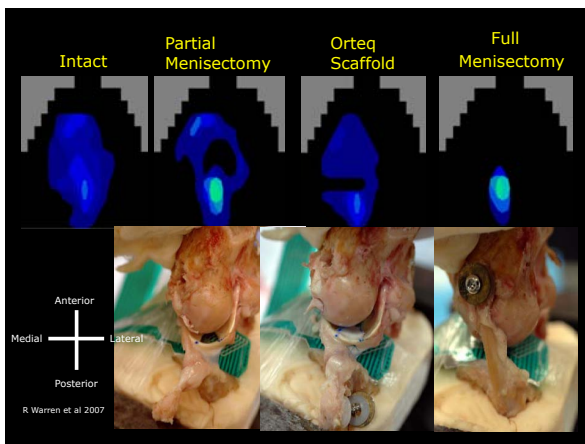 Intact
Partial
Menisectomy
Orteq
Scaffold
Full
Menisectomy
Anterior
Medial
Lateral
Posterior
R Warren et al 2007